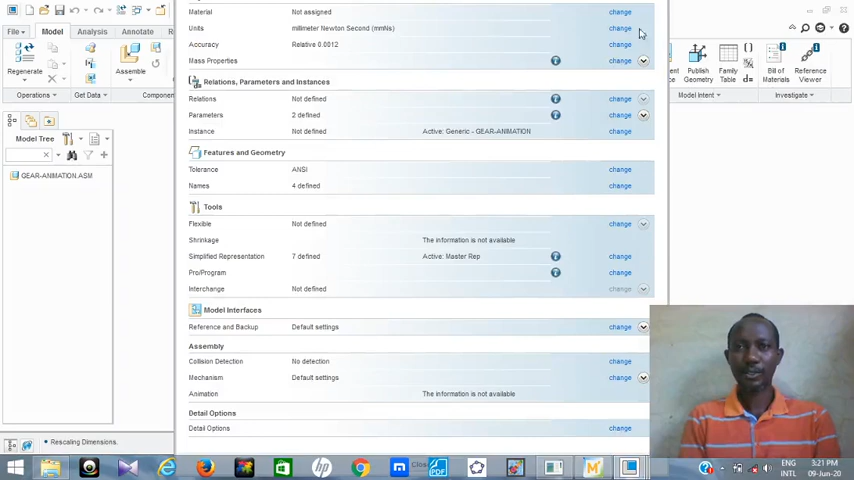 File
Model
Analysis
Annotate
Regenerate
Assembly
Operations
Get Data
Component
Publish Geometry
Family Table
Bill of Materials
Reference Viewer
Model Intent
Investigate
Model Tree
GEAR-ANIMATION.ASM
Material Not assigned change
Units millimeter Newton Second (mmNs) change
Accuracy Relative 0.0012 change
Mass Properties change
Relations, Parameters and Instances
Relations Not defined change
Parameters 2 defined change
Instance Not defined Active: Generic - GEAR-ANIMATION change
Features and Geometry
Tolerance ANSI change
Names 4 defined change
Tools
Flexible Not defined change
Shrinkage The information is not available
Simplified Representation 7 defined Active: Master Rep change
Pro/Program change
Interchange Not defined change
Model Interfaces
Reference and Backup Default settings change
Assembly
Collision Detection No detection change
Mechanism Default settings change
Animation The information is not available
Detail Options
Detail Options change
Rescaling Dimensions.
Clos
PDF
hp
ENG 3:21 PM
INTL 09-Jun-20